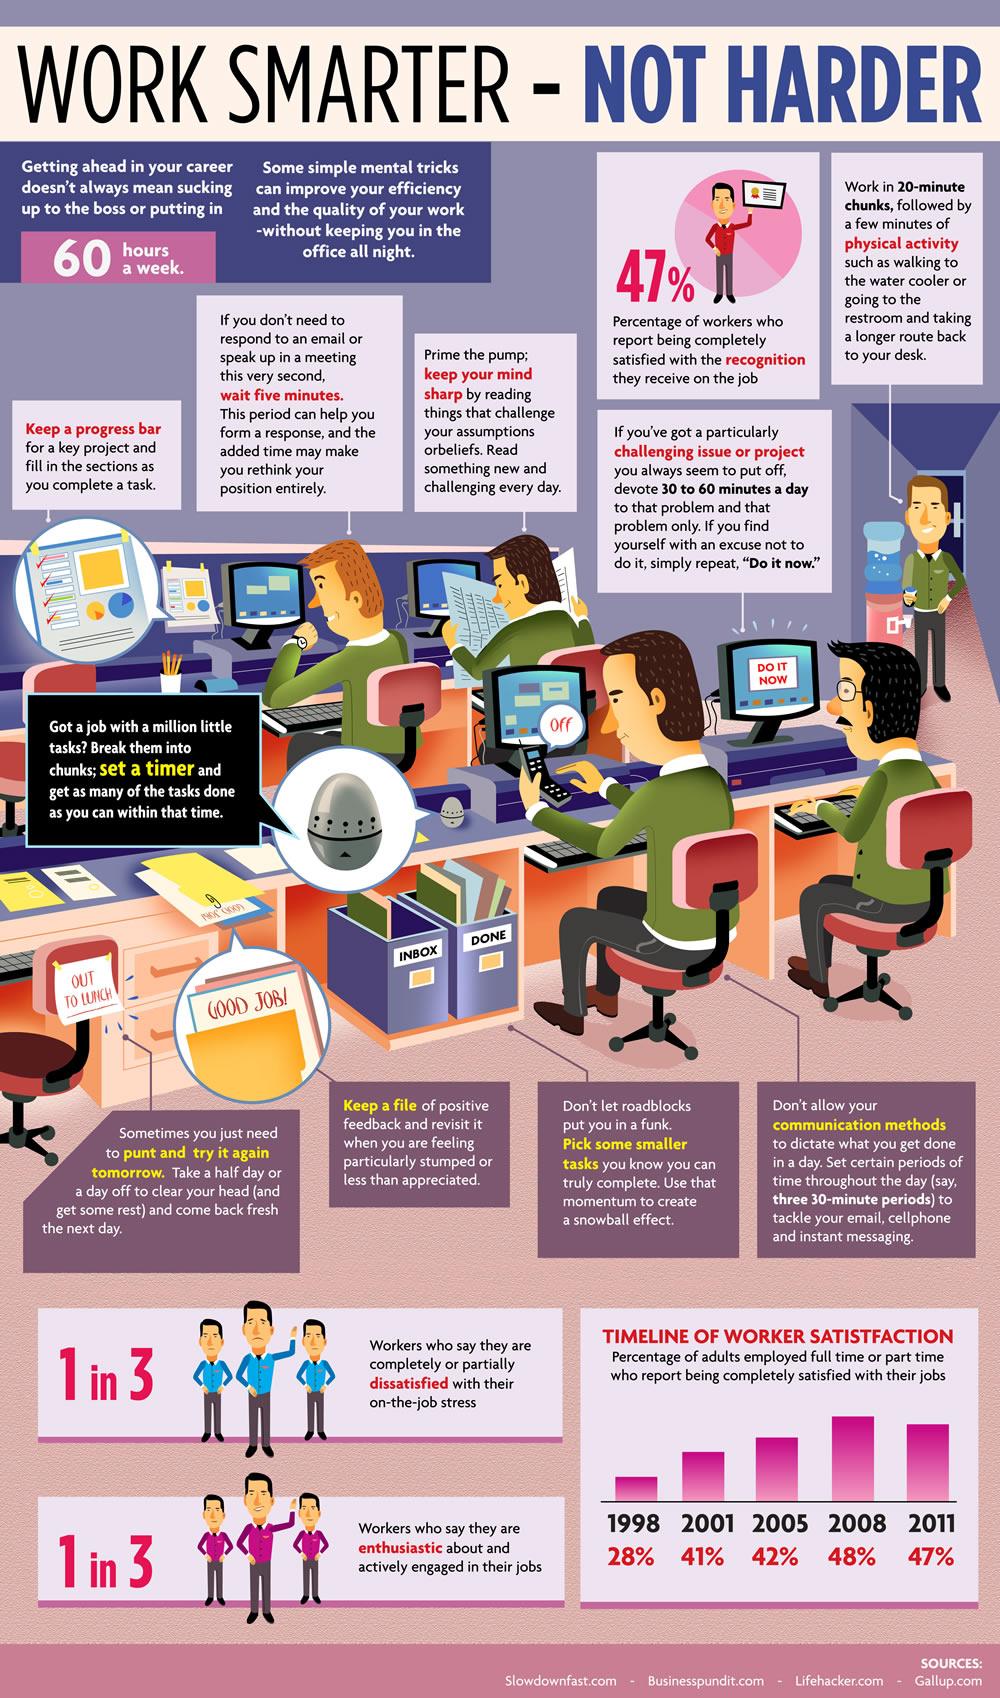 WORK SMARTER - NOT HARDER
Getting ahead in your career
doesn't always mean sucking
up to the boss or putting in
60 hours
a week.
Some simple mental tricks
can improve your efficiency
and the quality of your work
-without keeping you in the
office all night.
47%
Percentage of workers who
report being completely
satisfied with the recognition
they receive on the job
Work in 20-minute
chunks, followed by
a few minutes of
physical activity
such as walking to
the water cooler or
going to the
restroom and taking
a longer route back
to your desk.
If you don't need to
respond to an email or
speak up in a meeting
this very second,
wait five minutes.
This period can help you
form a response, and the
added time may make
you rethink your
position entirely.
Prime the pump;
keep your mind
sharp by reading
things that challenge
your assumptions
orbeliefs. Read
something new and
challenging every day.
Keep a progress bar
for a key project and
fill in the sections as
you complete a task.
If you've got a particularly
challenging issue or project
you always seem to put off,
devote 30 to 60 minutes a day
to that problem and that
problem only. If you find
yourself with an excuse not to
do it, simply repeat, "Do it now."
DO IT
NOW
OFF
Got a job with a million little
tasks? Break them into
chunks; set a timer and
get as many of the tasks done
as you can within that time.
GOOD JOB!
INBOX
DONE
OUT
TO LUNCH
GOOD JOB!
Sometimes you just need
to punt and try it again
tomorrow. Take a half day or
a day off to clear your head (and
get some rest) and come back fresh
the next day.
Keep a file of positive
feedback and revisit it
when you are feeling
particularly stumped or
less than appreciated.
Don't let roadblocks
put you in a funk.
Pick some smaller
tasks you know you can
truly complete. Use that
momentum to create
a snowball effect.
Don't allow your
communication methods
to dictate what you get done
in a day. Set certain periods of
time throughout the day (say,
three 30-minute periods) to
tackle your email, cellphone
and instant messaging.
1 in 3
Workers who say they are
completely or partially
dissatisfied with their
on-the-job stress
1 in 3
Workers who say they are
enthusiastic about and
actively engaged in their jobs
TIMELINE OF WORKER SATISTFACTION
Percentage of adults employed full time or part time
who report being completely satisfied with their jobs
1998 2001 2005 2008 2011
28% 41% 42% 48% 47%
SOURCES:
Slowdownfast.com - Businesspundit.com - Lifehacker.com - Gallup.com